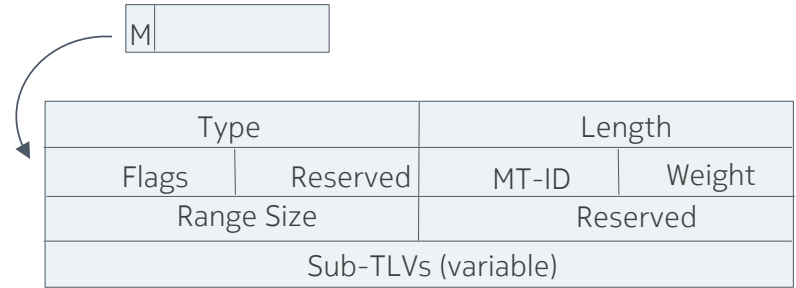 M
Type Length
Flags Reserved MT-ID Weight
Range Size Reserved
Sub-TLVs (variable)